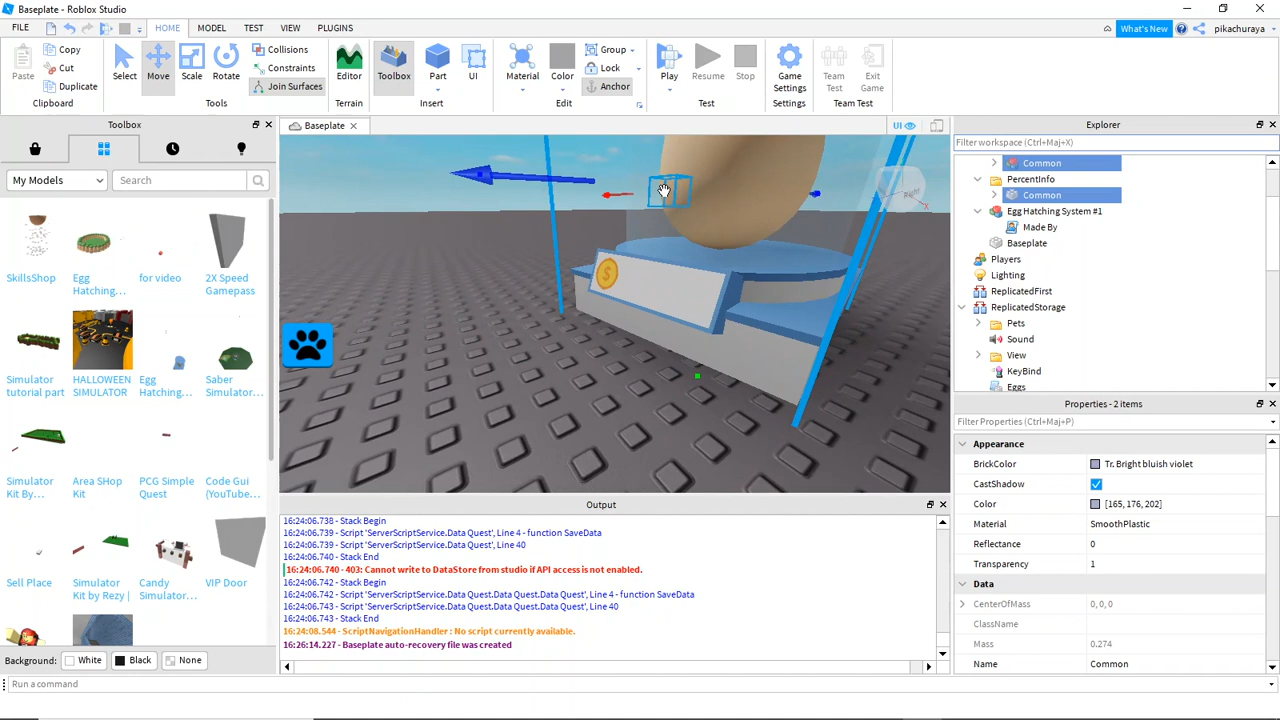 Baseplate - Roblox Studio
FILE
HOME
MODEL
TEST
VIEW
PLUGINS
What's New
pikachuraya
Paste
Copy
Cut
Duplicate
Clipboard
Select
Move
Scale
Rotate
Collisions
Constraints
Join Surfaces
Tools
Editor
Terrain
Toolbox
Part
UI
Insert
Material
Color
Group
Lock
Anchor
Edit
Play
Resume
Stop
Test
Game Settings
Settings
Team Test
Exit Game
Team Test
Toolbox
My Models
Search
SkillsShop
Egg Hatching...
for video
2X Speed Gamepass
Simulator tutorial part
HALLOWEEN SIMULATOR
Egg Hatching...
Saber Simulator...
Simulator Kit By...
Area SHop Kit
PCG Simple Quest
Code Gui (YouTube...
Sell Place
Simulator Kit by Rezy |
Candy Simulator...
VIP Door
Background:
White
Black
None
Baseplate
UI
Right
X
$
Output
16:24:06.738 - Stack Begin
16:24:06.739 - Script 'ServerScriptService.Data Quest', Line 4 - function SaveData
16:24:06.739 - Script 'ServerScriptService.Data Quest', Line 40
16:24:06.740 - Stack End
16:24:06.740 - 403: Cannot write to DataStore from studio if API access is not enabled.
16:24:06.742 - Stack Begin
16:24:06.742 - Script 'ServerScriptService.Data Quest.Data Quest.Data Quest', Line 4 - function SaveData
16:24:06.743 - Script 'ServerScriptService.Data Quest.Data Quest.Data Quest', Line 40
16:24:06.743 - Stack End
16:24:08.544 - ScriptNavigationHandler : No script currently available.
16:26:14.227 - Baseplate auto-recovery file was created
Run a command
Explorer
Filter workspace (Ctrl+Maj+X)
Common
PercentInfo
Common
Egg Hatching System #1
Made By
Baseplate
Players
Lighting
ReplicatedFirst
ReplicatedStorage
Pets
Sound
View
KeyBind
Eggs
Properties - 2 items
Filter Properties (Ctrl+Maj+P)
Appearance
BrickColor Tr. Bright bluish violet
CastShadow
Color [165, 176, 202]
Material SmoothPlastic
Reflectance 0
Transparency 1
Data
CenterOfMass 0, 0, 0
ClassName
Mass 0.274
Name Common